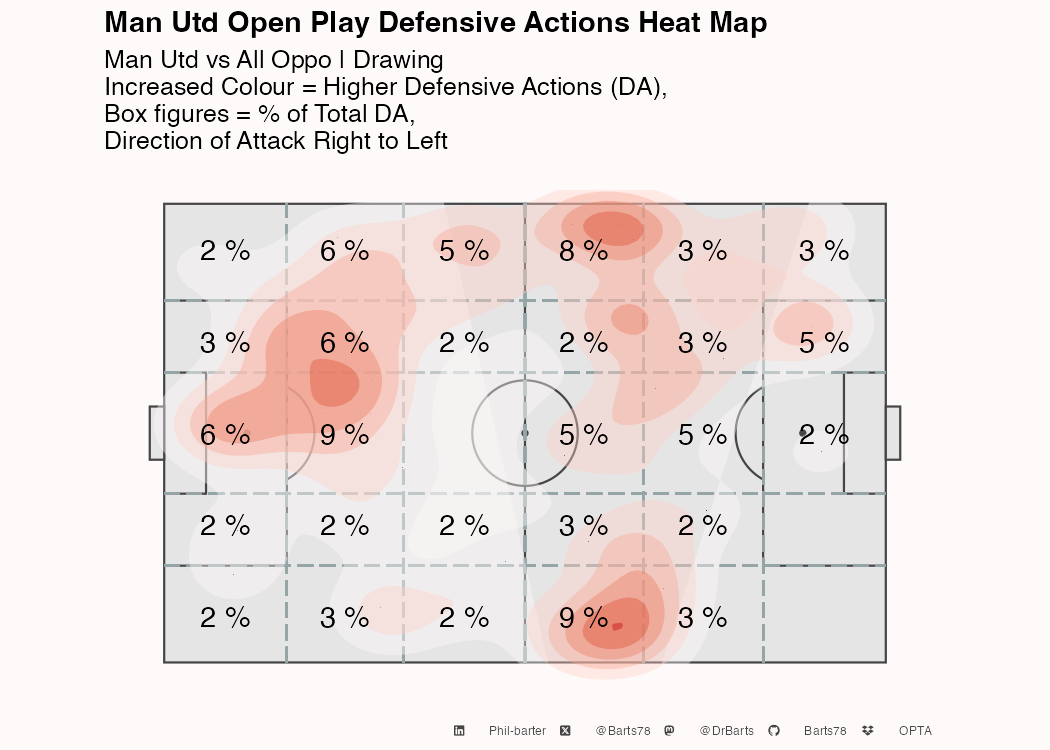 Man Utd Open Play Defensive Actions Heat Map
Man Utd vs All Oppo | Drawing
Increased Colour = Higher Defensive Actions (DA),
Box figures = % of Total DA,
Direction of Attack Right to Left
2 % 6 % 5 % 8 % 3 % 3 %
3 % 6 % 2 % 2 % 3 % 5 %
6 % 9 % 5 % 5 % 2 %
2 % 2 % 2 % 3 % 2 %
2 % 3 % 2 % 9 % 3 %
Phil-barter @Barts78 @DrBarts Barts78 OPTA